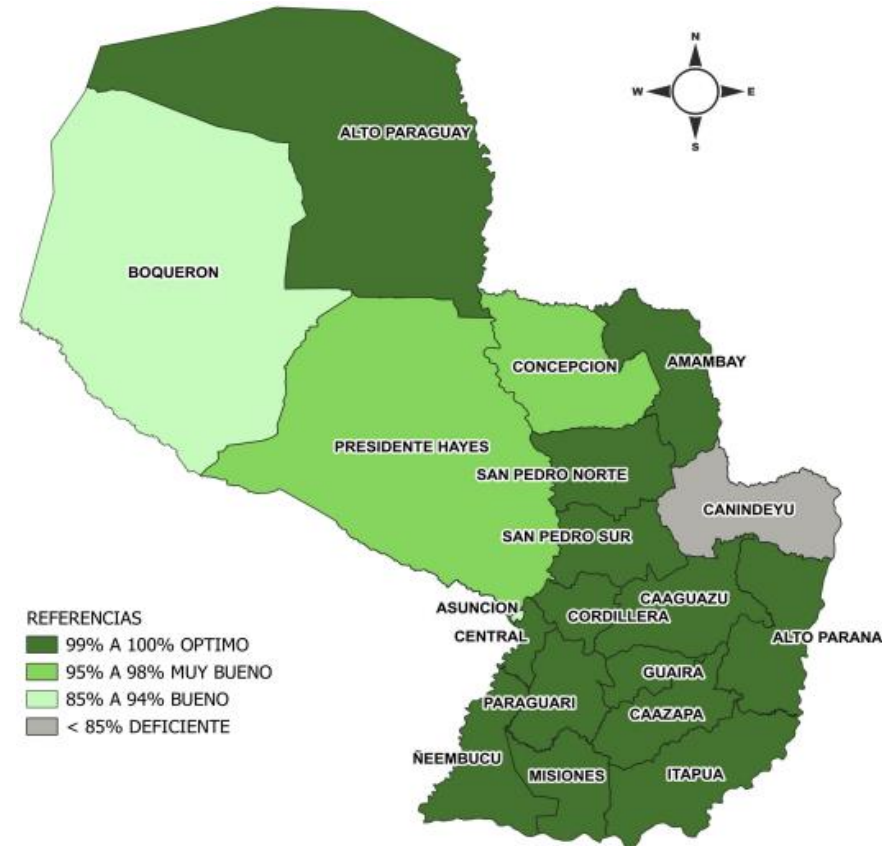 N
W E
S
ALTO PARAGUAY
BOQUERON
CONCEPCION
AMAMBAY
PRESIDENTE HAYES
SAN PEDRO NORTE
CANINDEYU
SAN PEDRO SUR
ASUNCION
CAAGUAZU
CORDILLERA
CENTRAL
ALTO PARANA
GUAIRA
PARAGUARI
CAAZAPA
ÑEEMBUCU
MISIONES
ITAPUA
REFERENCIAS
99% A 100% OPTIMO
95% A 98% MUY BUENO
85% A 94% BUENO
< 85% DEFICIENTE